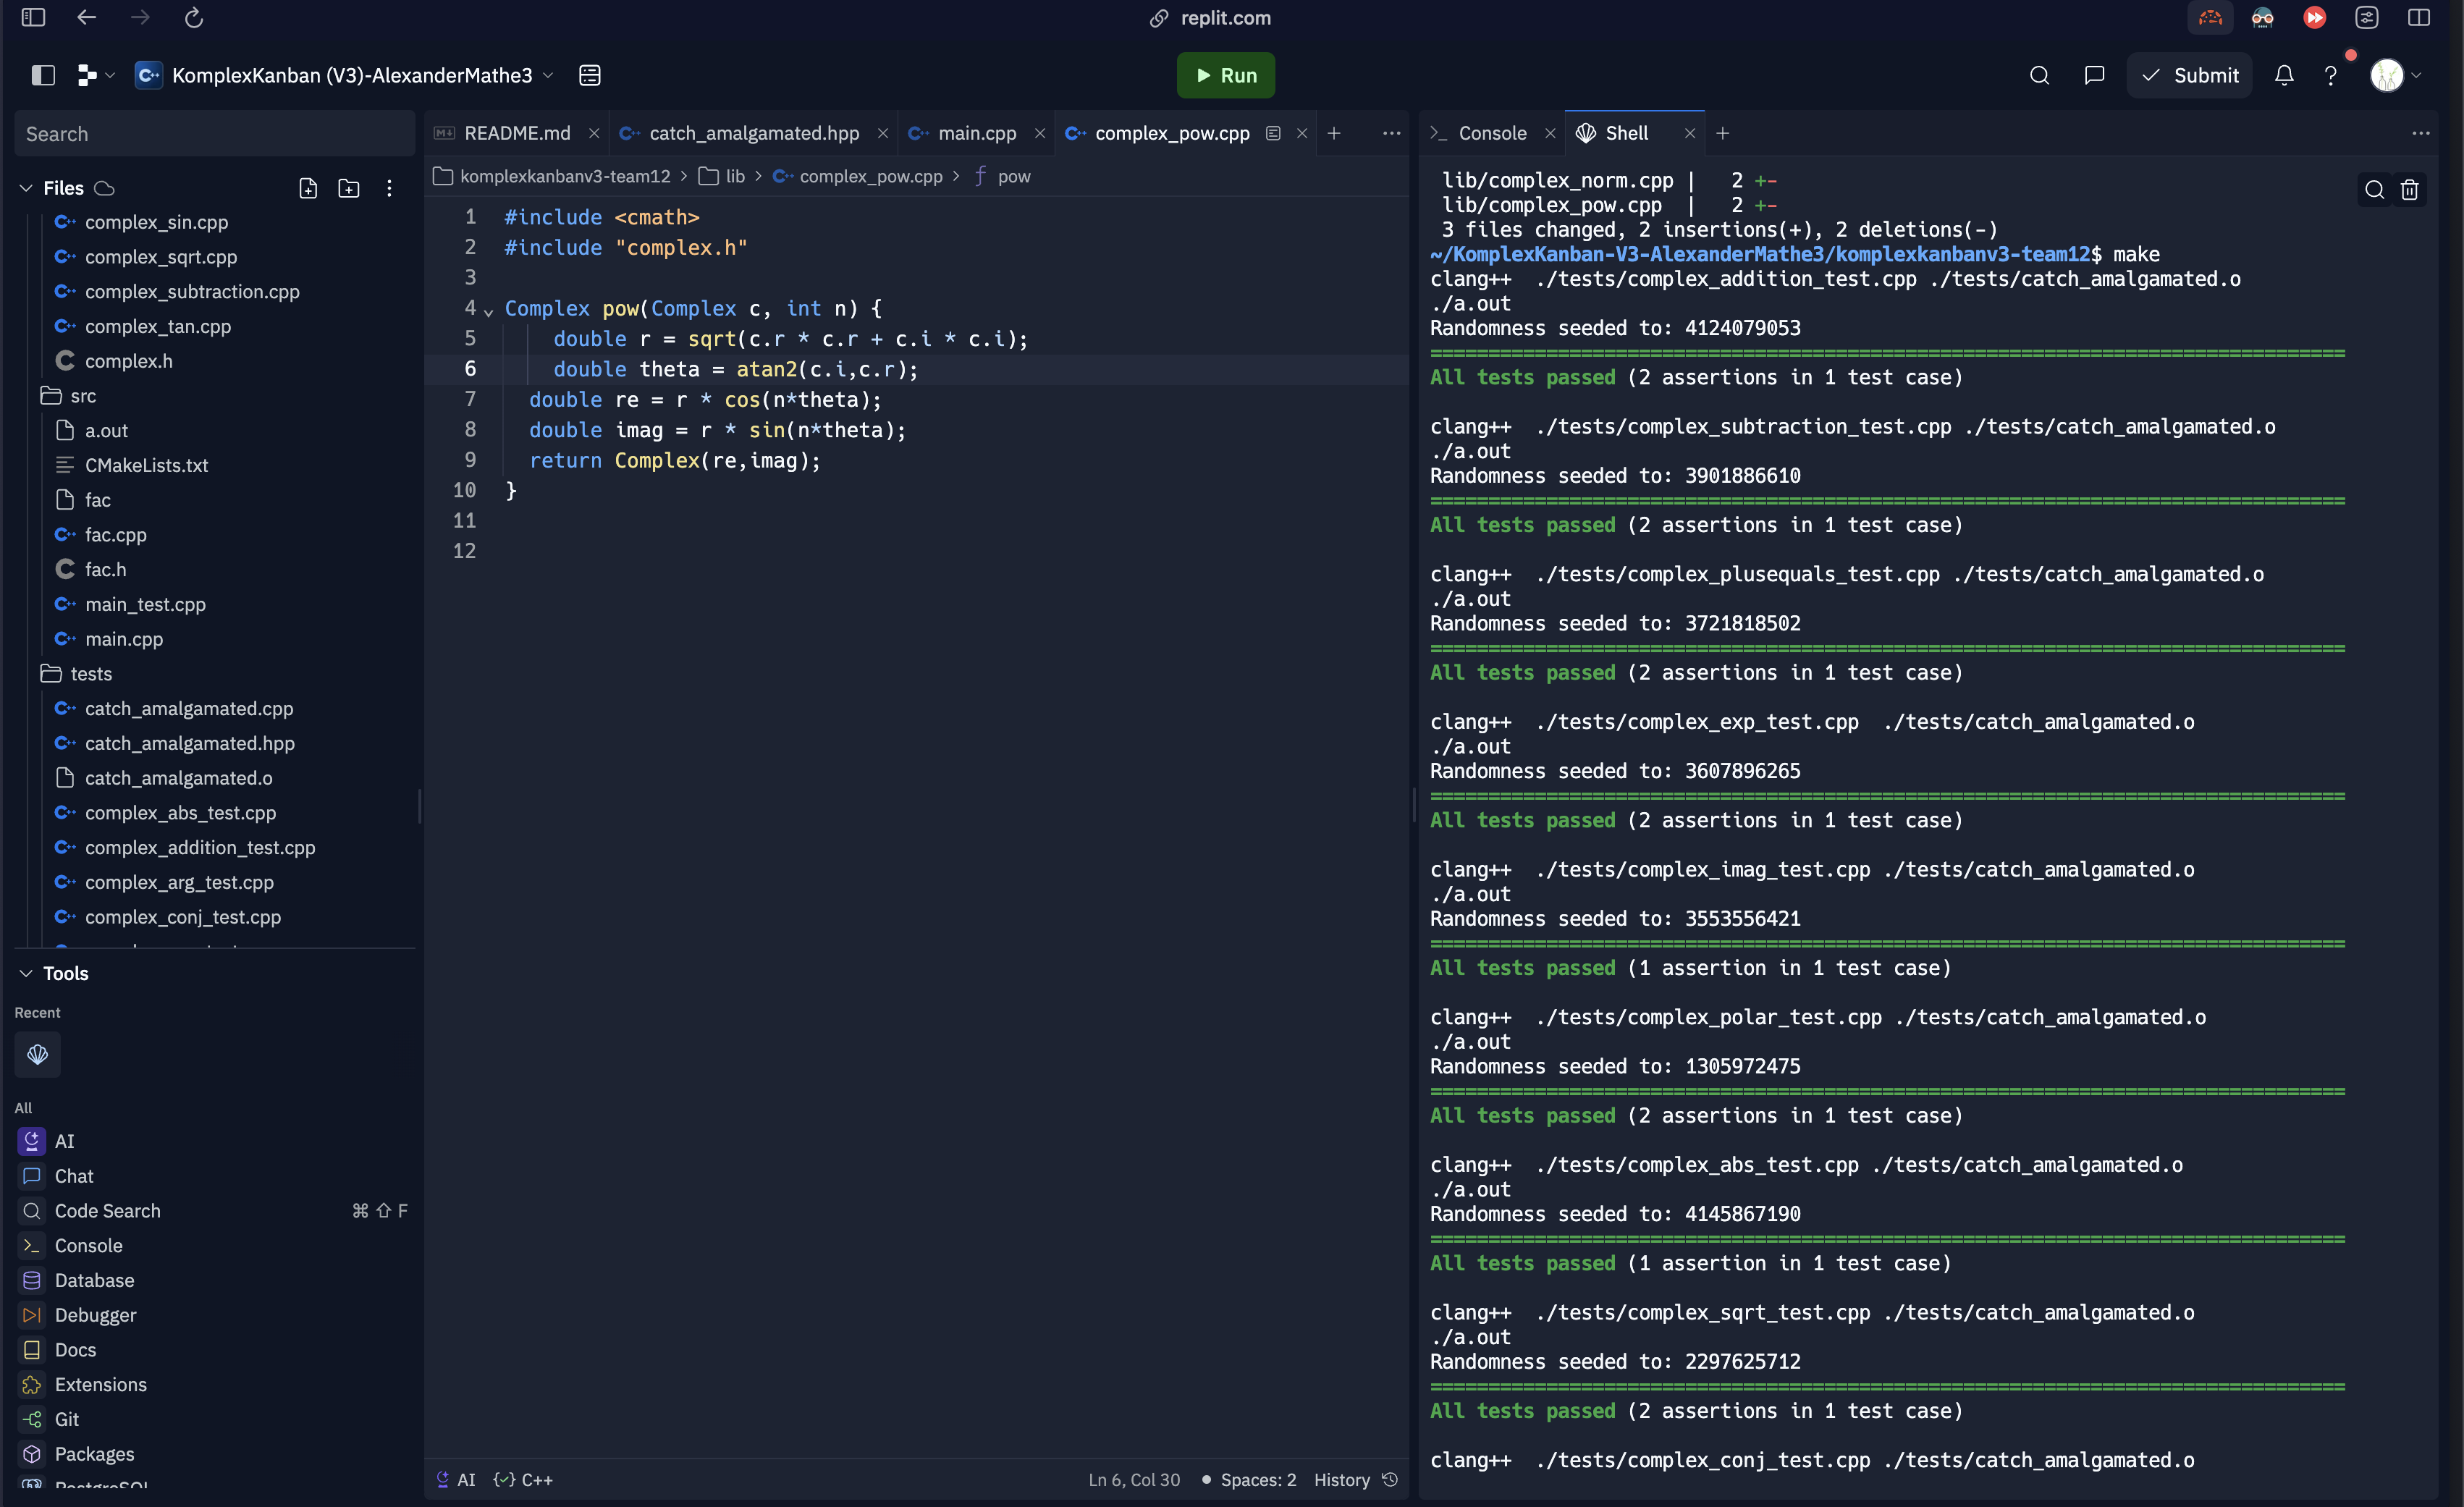 replit.com
KomplexKanban (V3)-AlexanderMathe3
Run
Submit
Search
Files
complex_sin.cpp
complex_sqrt.cpp
complex_subtraction.cpp
complex_tan.cpp
complex.h
src
a.out
CMakeLists.txt
fac
fac.cpp
fac.h
main_test.cpp
main.cpp
tests
catch_amalgamated.cpp
catch_amalgamated.hpp
catch_amalgamated.o
complex_abs_test.cpp
complex_addition_test.cpp
complex_arg_test.cpp
complex_conj_test.cpp
Tools
Recent
All
AI
Chat
Code Search ⌘ ⇧ F
Console
Database
Debugger
Docs
Extensions
Git
Packages
PostgreSQL
README.md
catch_amalgamated.hpp
main.cpp
complex_pow.cpp
komplexkanbanv3-team12 > lib > complex_pow.cpp > pow
1 #include <cmath>
2 #include "complex.h"
3
4 Complex pow(Complex c, int n) {
5 double r = sqrt(c.r * c.r + c.i * c.i);
6 double theta = atan2(c.i,c.r);
7 double re = r * cos(n*theta);
8 double imag = r * sin(n*theta);
9 return Complex(re,imag);
10 }
11
12
AI C++
Ln 6, Col 30
Spaces: 2
History
Console
Shell
lib/complex_norm.cpp | 2 +-
lib/complex_pow.cpp | 2 +-
3 files changed, 2 insertions(+), 2 deletions(-)
~/KomplexKanban-V3-AlexanderMathe3/komplexkanbanv3-team12$ make
clang++ ./tests/complex_addition_test.cpp ./tests/catch_amalgamated.o
./a.out
Randomness seeded to: 4124079053
===============================================================================
All tests passed (2 assertions in 1 test case)
clang++ ./tests/complex_subtraction_test.cpp ./tests/catch_amalgamated.o
./a.out
Randomness seeded to: 3901886610
===============================================================================
All tests passed (2 assertions in 1 test case)
clang++ ./tests/complex_plusequals_test.cpp ./tests/catch_amalgamated.o
./a.out
Randomness seeded to: 3721818502
===============================================================================
All tests passed (2 assertions in 1 test case)
clang++ ./tests/complex_exp_test.cpp ./tests/catch_amalgamated.o
./a.out
Randomness seeded to: 3607896265
===============================================================================
All tests passed (2 assertions in 1 test case)
clang++ ./tests/complex_imag_test.cpp ./tests/catch_amalgamated.o
./a.out
Randomness seeded to: 3553556421
===============================================================================
All tests passed (1 assertion in 1 test case)
clang++ ./tests/complex_polar_test.cpp ./tests/catch_amalgamated.o
./a.out
Randomness seeded to: 1305972475
===============================================================================
All tests passed (2 assertions in 1 test case)
clang++ ./tests/complex_abs_test.cpp ./tests/catch_amalgamated.o
./a.out
Randomness seeded to: 4145867190
===============================================================================
All tests passed (1 assertion in 1 test case)
clang++ ./tests/complex_sqrt_test.cpp ./tests/catch_amalgamated.o
./a.out
Randomness seeded to: 2297625712
===============================================================================
All tests passed (2 assertions in 1 test case)
clang++ ./tests/complex_conj_test.cpp ./tests/catch_amalgamated.o